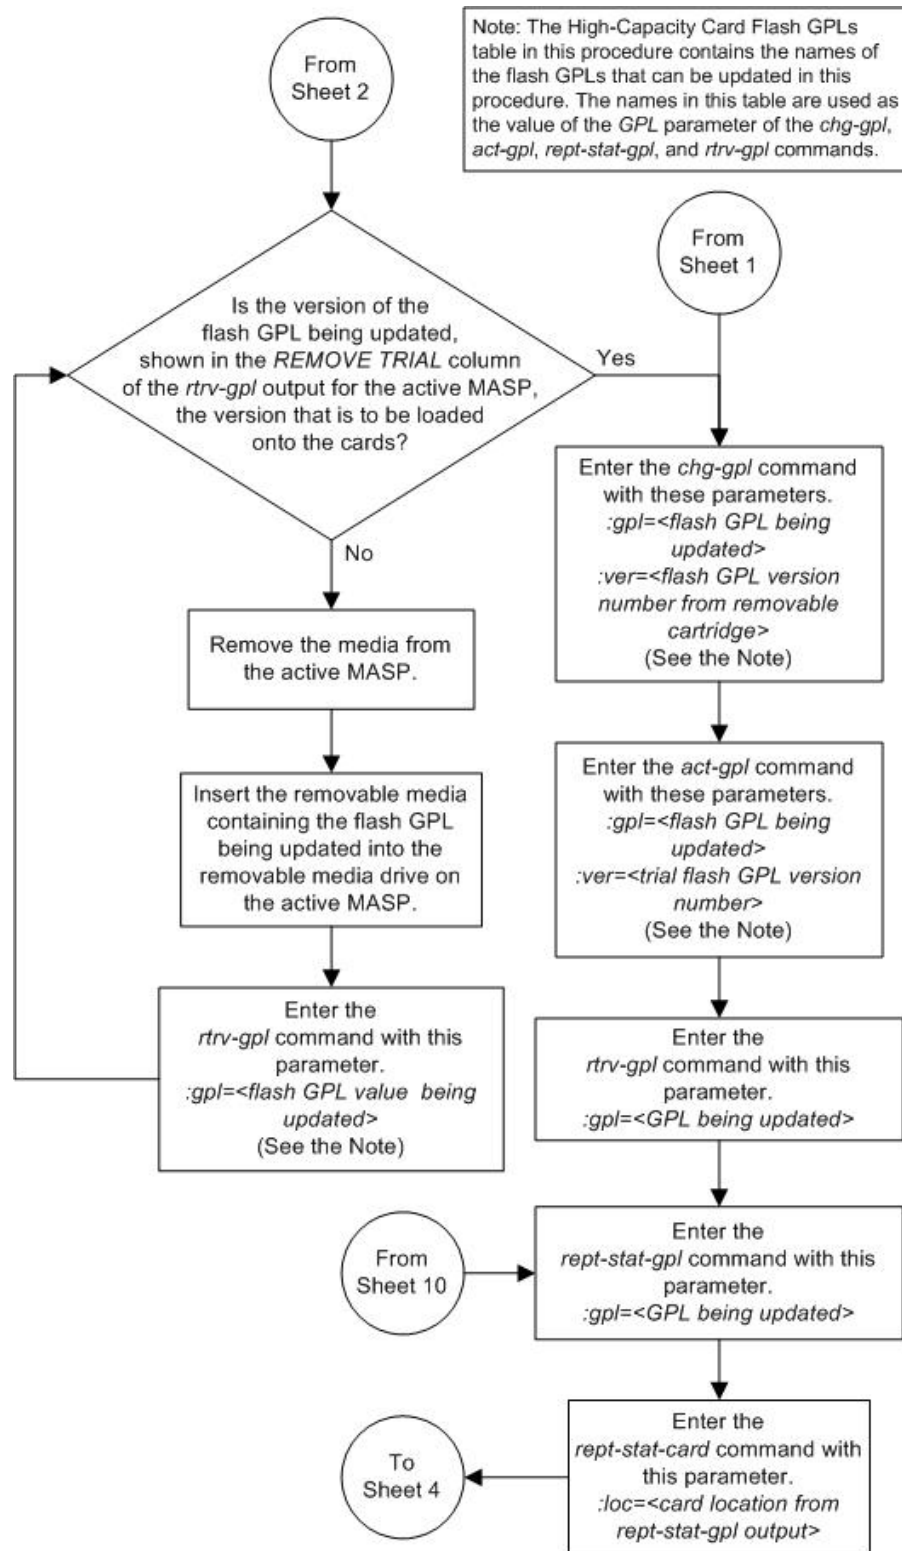 From
Sheet 2
Note: The High-Capacity Card Flash GPLs
table in this procedure contains the names of
the flash GPLs that can be updated in this
procedure. The names in this table are used as
the value of the GPL parameter of the chg-gpl,
act-gpl, rept-stat-gpl, and rtrv-gpl commands.
From
Sheet 1
Is the version of the
flash GPL being updated,
shown in the REMOVE TRIAL column
of the rtrv-gpl output for the active MASP,
the version that is to be loaded
onto the cards?
Yes
No
Enter the chg-gpl command
with these parameters.
:gpl=<flash GPL being
updated>
:ver=<flash GPL version
number from removable
cartridge>
(See the Note)
Remove the media from
the active MASP.
Enter the act-gpl command
with these parameters.
:gpl=<flash GPL being
updated>
:ver=<trial flash GPL version
number>
(See the Note)
Insert the removable media
containing the flash GPL
being updated into the
removable media drive on
the active MASP.
Enter the
rtrv-gpl command with this
parameter.
:gpl=<flash GPL value  being
updated>
(See the Note)
Enter the
rtrv-gpl command with this
parameter.
:gpl=<GPL being updated>
From
Sheet 10
Enter the
rept-stat-gpl command with this
parameter.
:gpl=<GPL being updated>
To
Sheet 4
Enter the
rept-stat-card command with
this parameter.
:loc=<card location from
rept-stat-gpl output>